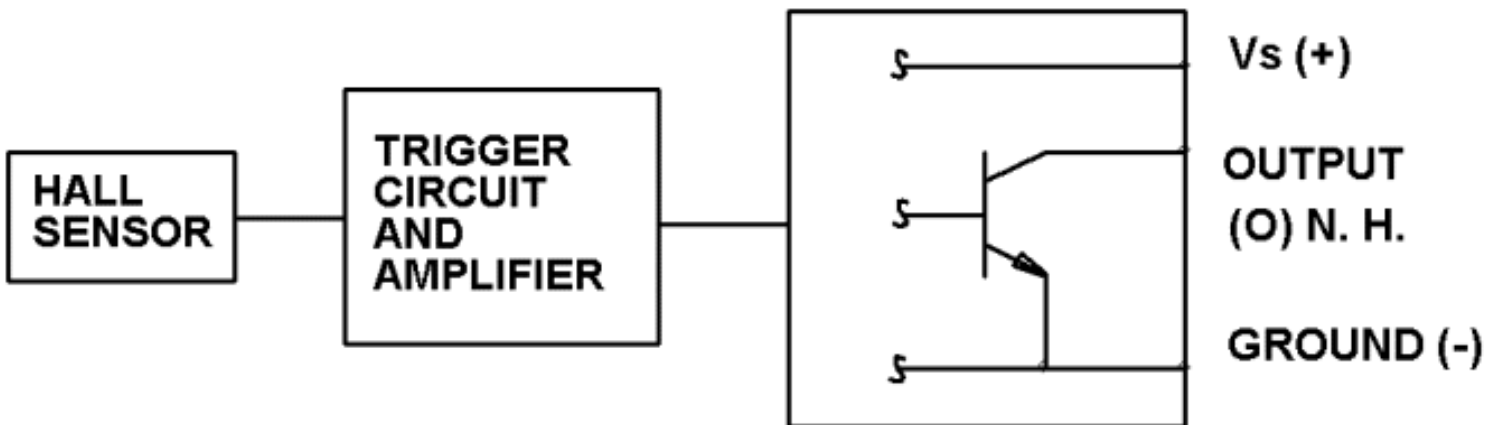 HALL
SENSOR
TRIGGER
CIRCUIT
AND
AMPLIFIER
Vs (+)
OUTPUT
(O) N. H.
GROUND (-)